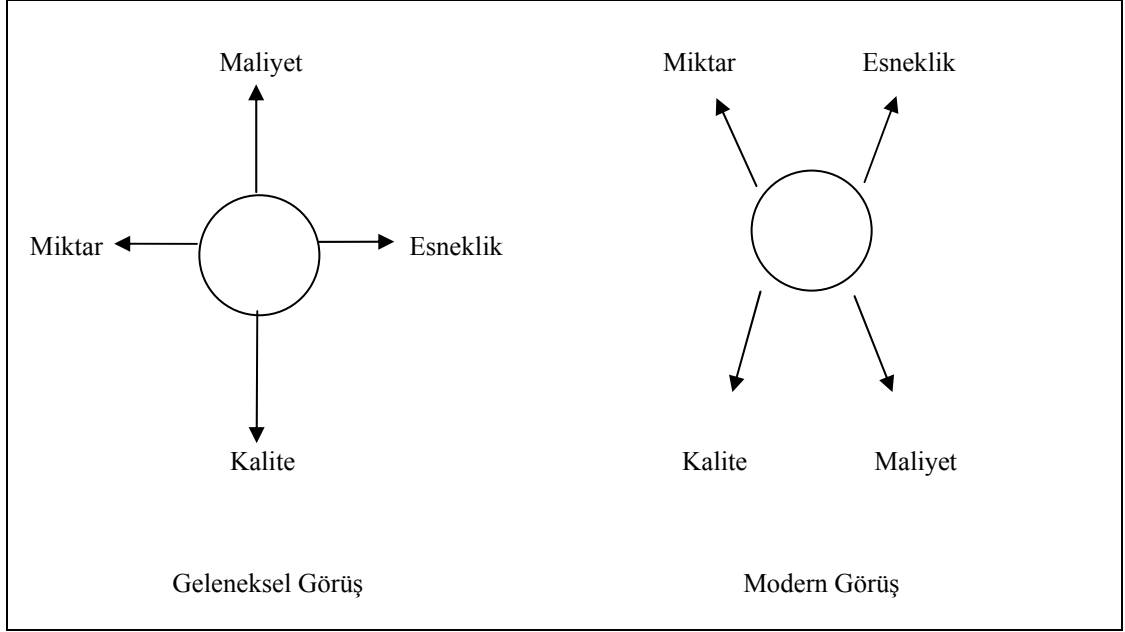 Maliyet
Miktar
Esneklik
Kalite
Geleneksel Görüş
Miktar
Esneklik
Kalite
Maliyet
Modern Görüş